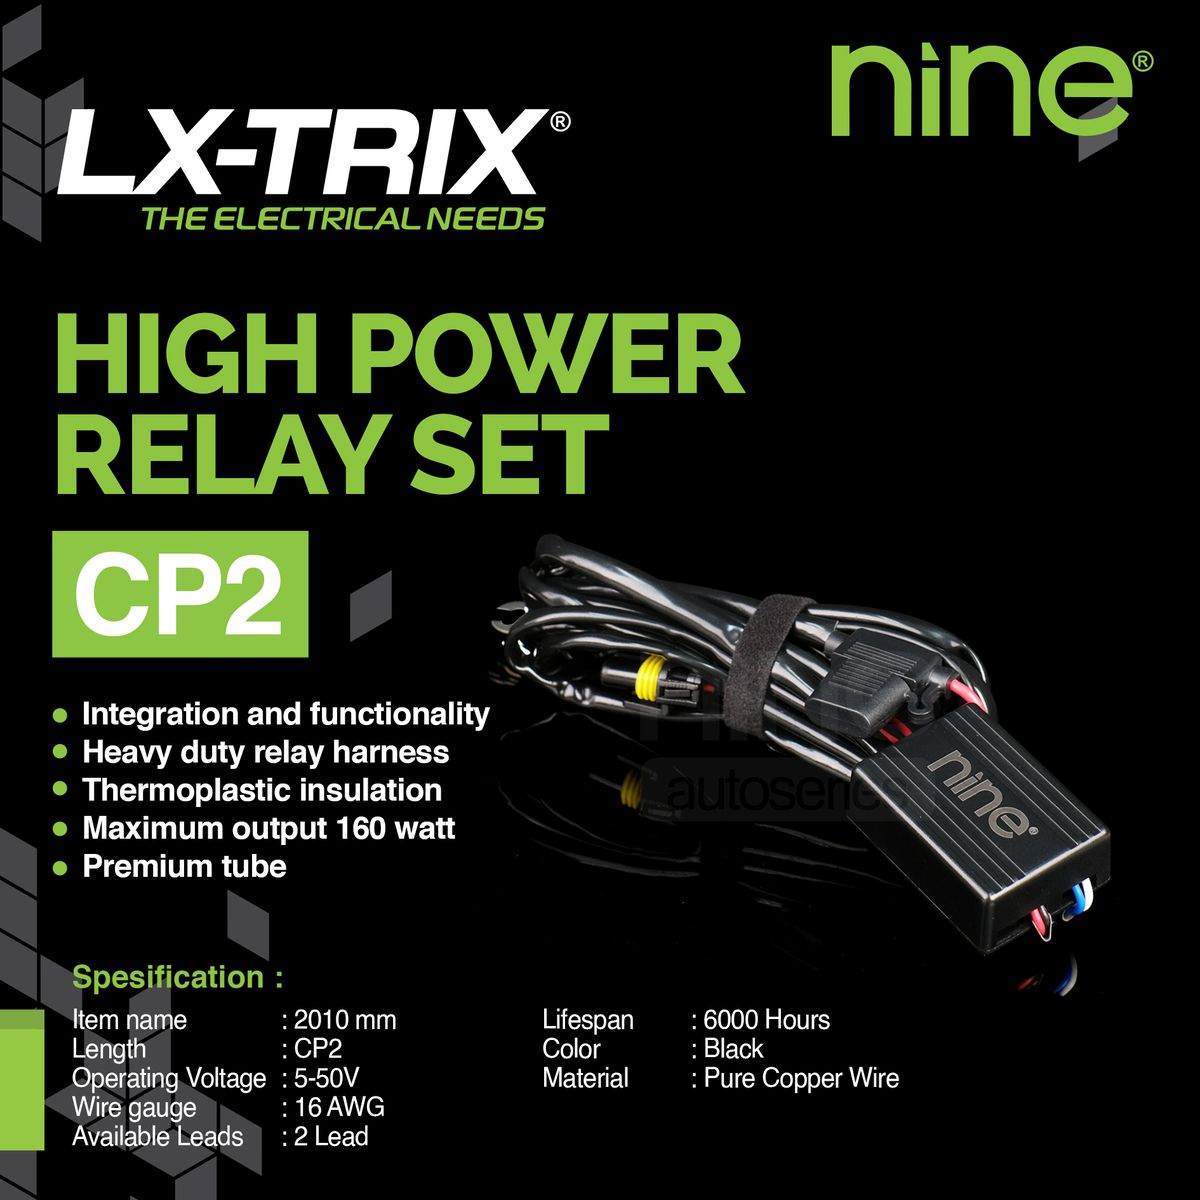 nine®
LX-TRIX®
THE ELECTRICAL NEEDS
HIGH POWER
RELAY SET
CP2
Integration and functionality
Heavy duty relay harness
Thermoplastic insulation
Maximum output 160 watt
Premium tube
nine®
autoseries
Spesification :
Item name : 2010 mm
Length : CP2
Operating Voltage : 5-50V
Wire gauge : 16 AWG
Available Leads : 2 Lead
Lifespan : 6000 Hours
Color : Black
Material : Pure Copper Wire